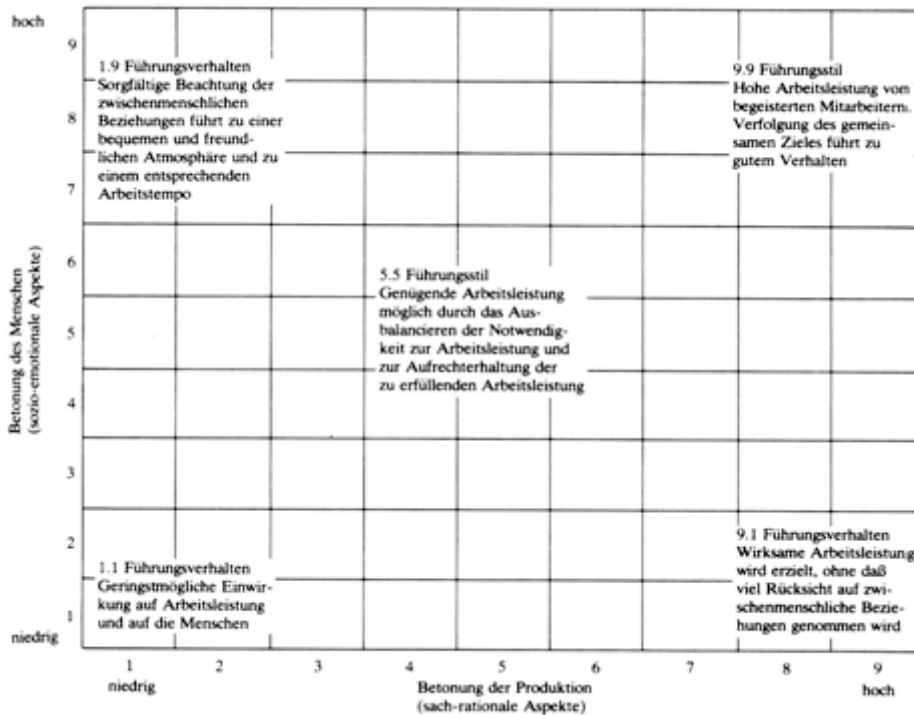 hoch
9
8
7
6
5
4
3
2
1
niedrig
Betonung des Menschen
(sozio-emotionale Aspekte)
1.9 Führungsverhalten
Sorgfältige Beachtung der
zwischenmenschlichen
Beziehungen führt zu einer
bequemen und freund-
lichen Atmosphäre und zu
einem entsprechenden
Arbeitstempo
9.9 Führungsstil
Hohe Arbeitsleistung von
begeisterten Mitarbeitern.
Verfolgung des gemein-
samen Zieles führt zu
gutem Verhalten
5.5 Führungsstil
Genügende Arbeitsleistung
möglich durch das Aus-
balancieren der Notwendig-
keit zur Arbeitsleistung und
zur Aufrechterhaltung der
zu erfüllenden Arbeitsleistung
1.1 Führungsverhalten
Geringstmögliche Einwir-
kung auf Arbeitsleistung
und auf die Menschen
9.1 Führungsverhalten
Wirksame Arbeitsleistung
wird erzielt, ohne daß
viel Rücksicht auf zwi-
schenmenschliche Bezie-
hungen genommen wird
1 2 3 4 5 6 7 8 9
niedrig
hoch
Betonung der Produktion
(sach-rationale Aspekte)